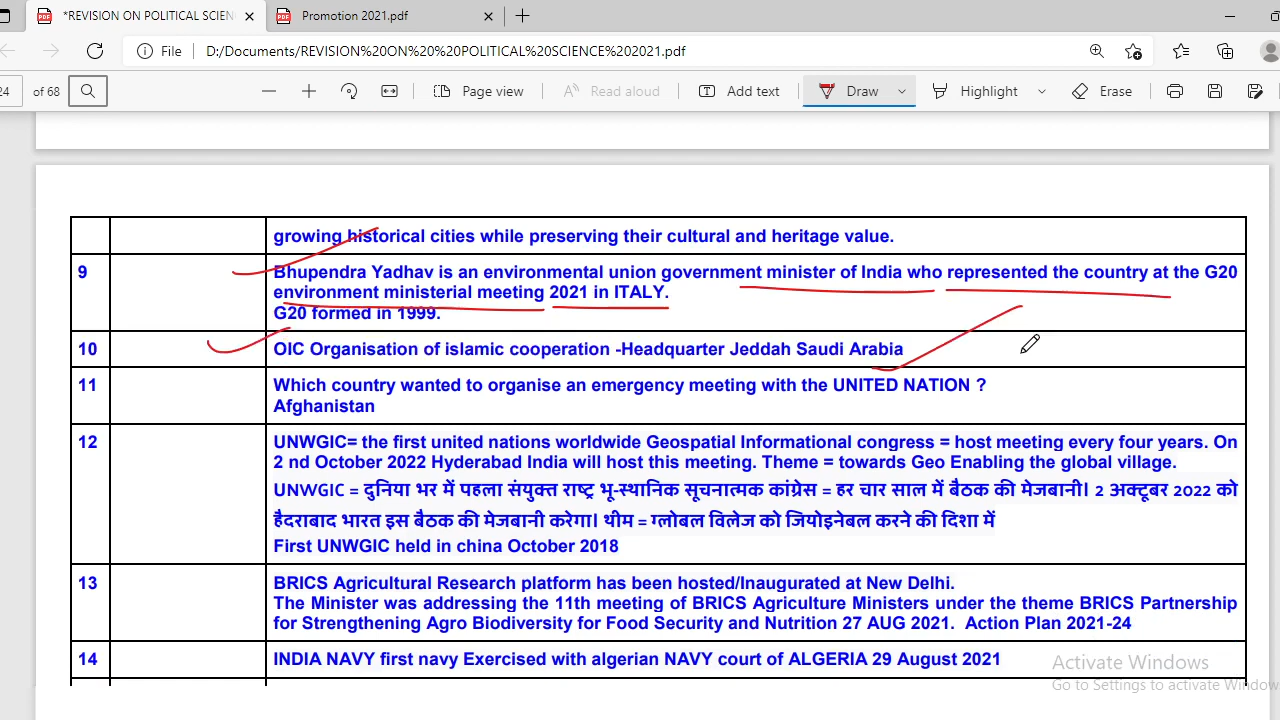 *REVISION ON POLITICAL SCIEN
Promotion 2021.pdf
File
D:/Documents/REVISION%20ON%20%20POLITICAL%20SCIENCE%202021.pdf
24 of 68
Page view
Read aloud
Add text
Draw
Highlight
Erase
growing historical cities while preserving their cultural and heritage value.
9 Bhupendra Yadhav is an environmental union government minister of India who represented the country at the G20
environment ministerial meeting 2021 in ITALY.
G20 formed in 1999.
10 OIC Organisation of islamic cooperation -Headquarter Jeddah Saudi Arabia
11 Which country wanted to organise an emergency meeting with the UNITED NATION ?
Afghanistan
12 UNWGIC= the first united nations worldwide Geospatial Informational congress = host meeting every four years. On
2 nd October 2022 Hyderabad India will host this meeting. Theme = towards Geo Enabling the global village.
UNWGIC = दुनिया भर में पहला संयुक्त राष्ट्र भू-स्थानिक सूचनात्मक कांग्रेस = हर चार साल में बैठक की मेजबानी। 2 अक्टूबर 2022 को
हैदराबाद भारत इस बैठक की मेजबानी करेगा। थीम = ग्लोबल विलेज को जियोइनेबल करने की दिशा में
First UNWGIC held in china October 2018
13 BRICS Agricultural Research platform has been hosted/Inaugurated at New Delhi.
The Minister was addressing the 11th meeting of BRICS Agriculture Ministers under the theme BRICS Partnership
for Strengthening Agro Biodiversity for Food Security and Nutrition 27 AUG 2021. Action Plan 2021-24
14 INDIA NAVY first navy Exercised with algerian NAVY court of ALGERIA 29 August 2021
Activate Windows
Go to Settings to activate Window